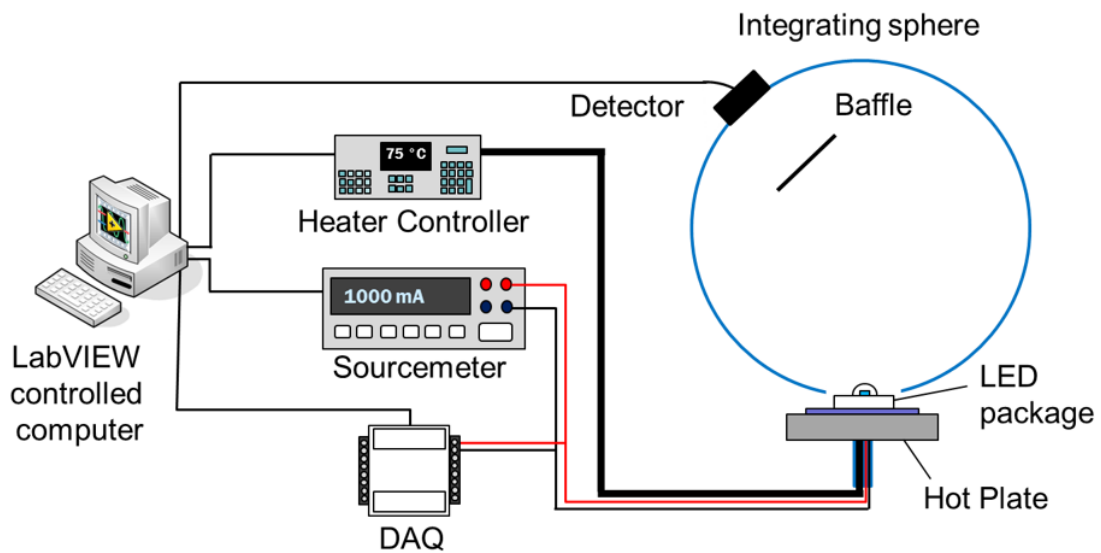 Integrating sphere
Detector
Baffle
75 °C
Heater Controller
1000 mA
Sourcemeter
LabVIEW
controlled
computer
LED
package
Hot Plate
DAQ